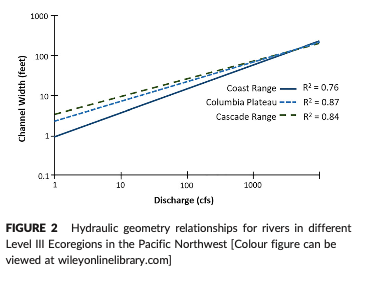 1000
100
10
1
0.1
Channel Width (feet)
Coast Range R² = 0.76
Columbia Plateau R² = 0.87
Cascade Range R² = 0.84
1 10 100 1000
Discharge (cfs)
FIGURE 2 Hydraulic geometry relationships for rivers in different
Level III Ecoregions in the Pacific Northwest [Colour figure can be
viewed at wileyonlinelibrary.com]